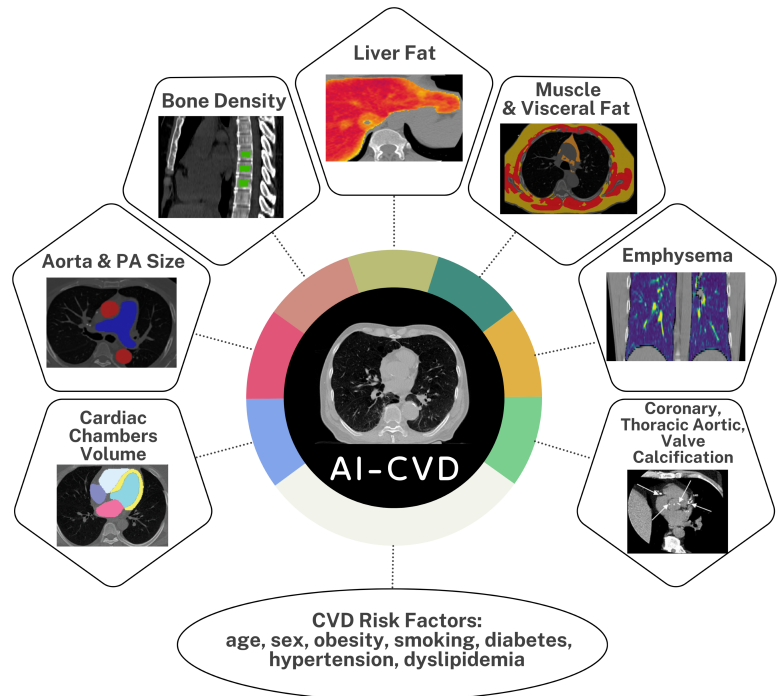 Liver Fat
Bone Density
Muscle
& Visceral Fat
Aorta & PA Size
Emphysema
Cardiac
Chambers
Volume
Coronary,
Thoracic Aortic,
Valve
Calcification
AI-CVD
CVD Risk Factors:
age, sex, obesity, smoking, diabetes,
hypertension, dyslipidemia